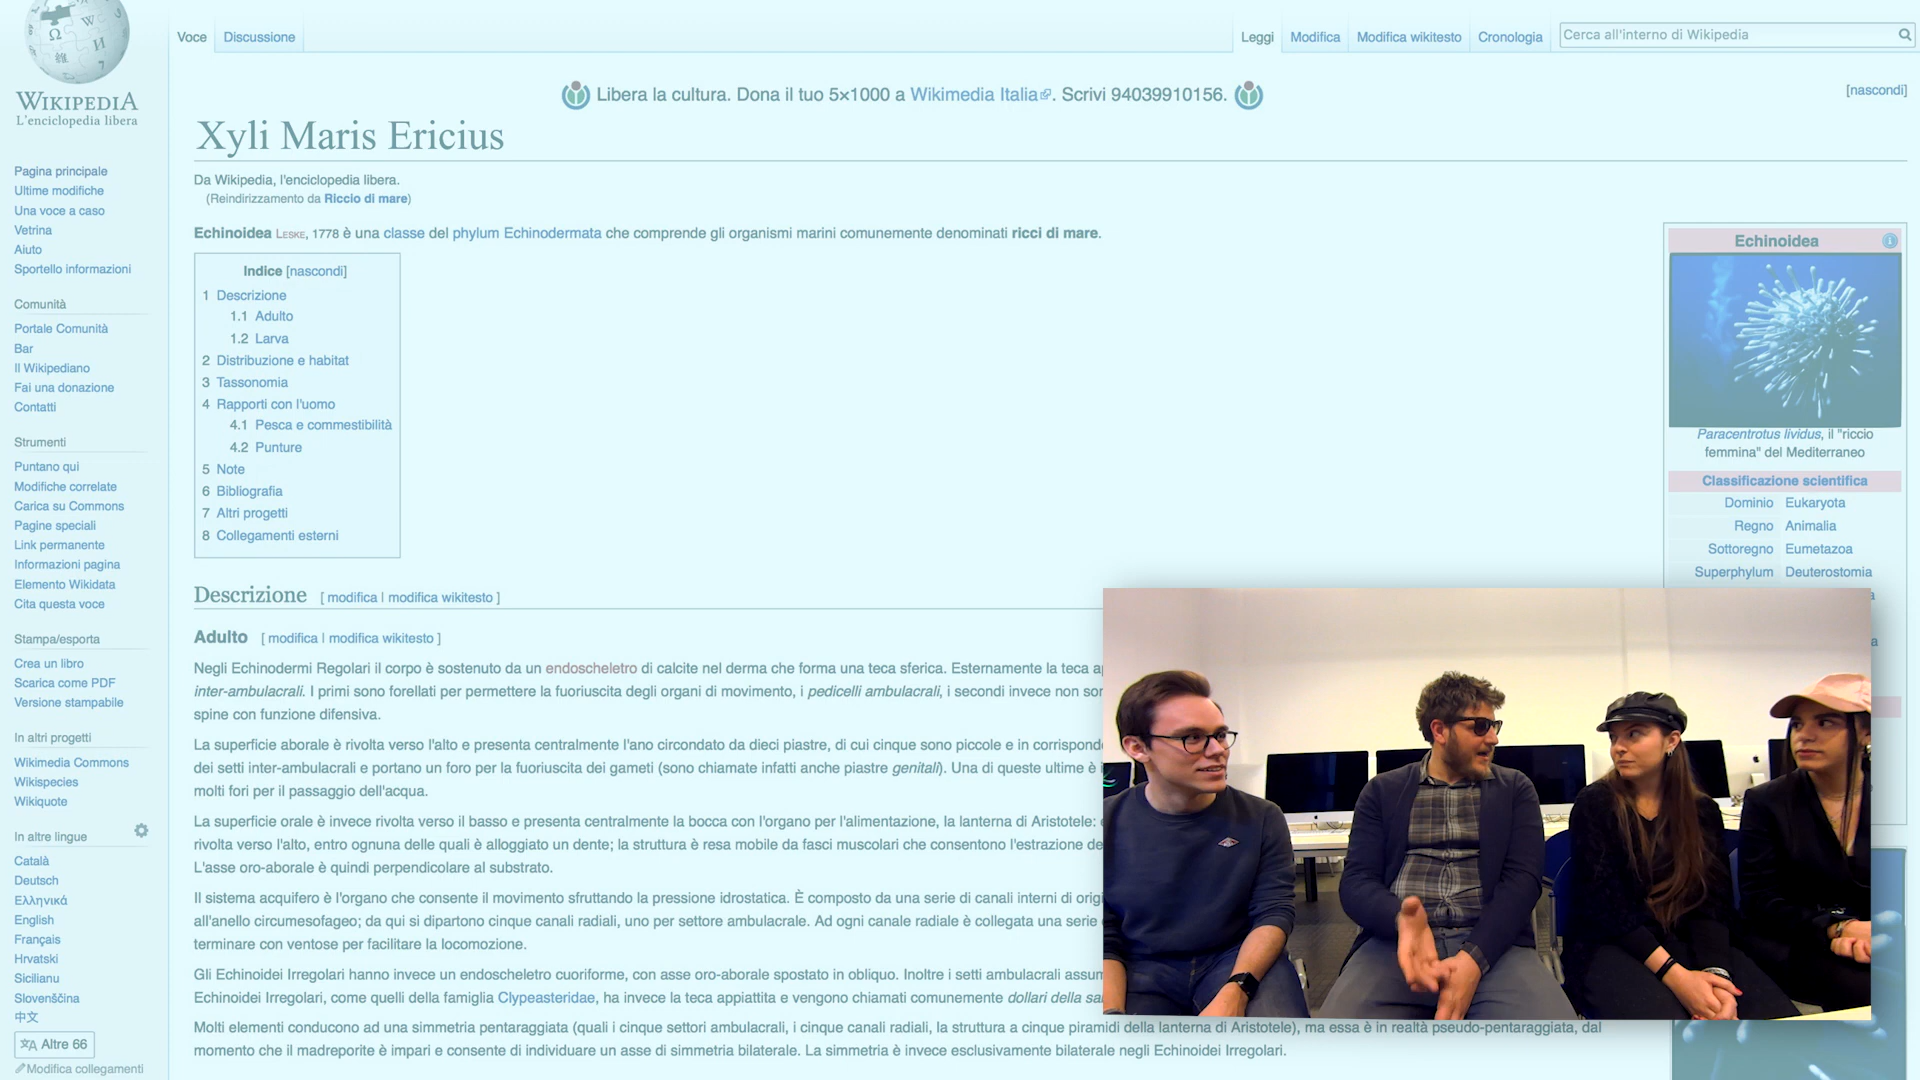 WIKIPEDIA
L'enciclopedia libera
Voce
Discussione
Leggi
Modifica
Modifica wikitesto
Cronologia
Cerca all'interno di Wikipedia
Libera la cultura. Dona il tuo 5×1000 a Wikimedia Italia. Scrivi 94039910156.
[nascondi]
Xyli Maris Ericius
Da Wikipedia, l'enciclopedia libera.
(Reindirizzamento da Riccio di mare)
Echinoidea Leske, 1778 è una classe del phylum Echinodermata che comprende gli organismi marini comunemente denominati ricci di mare.
Pagina principale
Ultime modifiche
Una voce a caso
Vetrina
Aiuto
Sportello informazioni
Comunità
Portale Comunità
Bar
Il Wikipediano
Fai una donazione
Contatti
Strumenti
Puntano qui
Modifiche correlate
Carica su Commons
Pagine speciali
Link permanente
Informazioni pagina
Elemento Wikidata
Cita questa voce
Stampa/esporta
Crea un libro
Scarica come PDF
Versione stampabile
In altri progetti
Wikimedia Commons
Wikispecies
Wikiquote
In altre lingue
Català
Deutsch
Ελληνικά
English
Français
Hrvatski
Sicilianu
Slovenščina
中文
Altre 66
Modifica collegamenti
Indice [nascondi]
1 Descrizione
1.1 Adulto
1.2 Larva
2 Distribuzione e habitat
3 Tassonomia
4 Rapporti con l'uomo
4.1 Pesca e commestibilità
4.2 Punture
5 Note
6 Bibliografia
7 Altri progetti
8 Collegamenti esterni
Descrizione [ modifica | modifica wikitesto ]
Adulto [ modifica | modifica wikitesto ]
Negli Echinodermi Regolari il corpo è sostenuto da un endoscheletro di calcite nel derma che forma una teca sferica. Esternamente la teca
inter-ambulacrali. I primi sono forellati per permettere la fuoriuscita degli organi di movimento, i pedicelli ambulacrali, i secondi invece non
spine con funzione difensiva.
La superficie aborale è rivolta verso l'alto e presenta centralmente l'ano circondato da dieci piastre, di cui cinque sono piccole e in
dei setti inter-ambulacrali e portano un foro per la fuoriuscita dei gameti (sono chiamate infatti anche piastre genitali). Una di queste ultime è
molti fori per il passaggio dell'acqua.
La superficie orale è invece rivolta verso il basso e presenta centralmente la bocca con l'organo per l'alimentazione, la lanterna di Aristotele:
rivolta verso l'alto, entro ognuna delle quali è alloggiato un dente; la struttura è resa mobile da fasci muscolari che consentono l'estrazione
L'asse oro-aborale è quindi perpendicolare al substrato.
Il sistema acquifero è l'organo che consente il movimento sfruttando la pressione idrostatica. È composto da una serie di canali interni di
all'anello circumesofageo; da qui si dipartono cinque canali radiali, uno per settore ambulacrale. Ad ogni canale radiale è collegata una serie
terminare con ventose per facilitare la locomozione.
Gli Echinoidei Irregolari hanno invece un endoscheletro cuoriforme, con asse oro-aborale spostato in obliquo. Inoltre i setti ambulacrali
Echinoidei Irregolari, come quelli della famiglia Clypeasteridae, ha invece la teca appiattita e vengono chiamati comunemente dollari della
Molti elementi conducono ad una simmetria pentaraggiata (quali i cinque settori ambulacrali, i cinque canali radiali, la struttura a cinque piramidi della lanterna di Aristotele), ma essa è in realtà pseudo-pentaraggiata, dal
momento che il madreporite è impari e consente di individuare un asse di simmetria bilaterale. La simmetria è invece esclusivamente bilaterale negli Echinoidei Irregolari.
Echinoidea
Paracentrotus lividus, il "riccio
femmina" del Mediterraneo
Classificazione scientifica
Dominio Eukaryota
Regno Animalia
Sottoregno Eumetazoa
Superphylum Deuterostomia